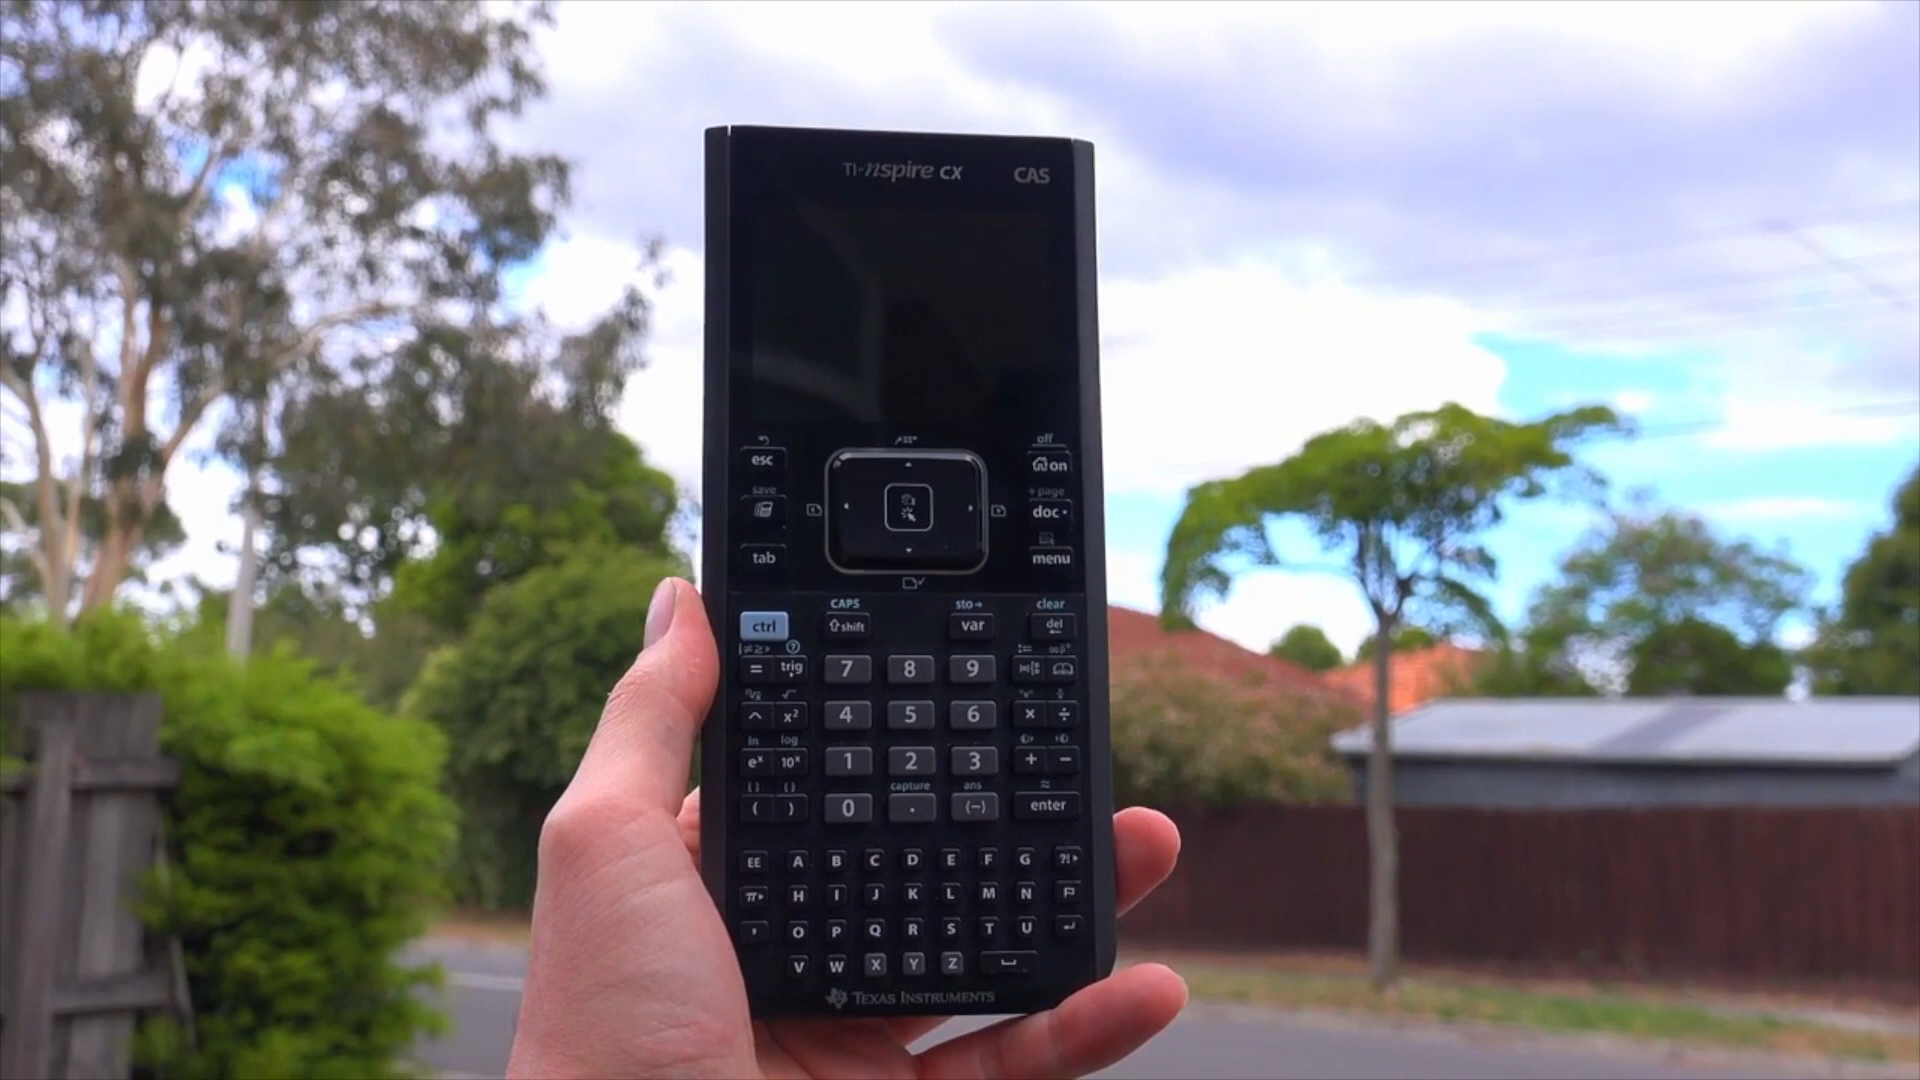 TI-nspire CX CAS
off
esc on
save + page
doc
tab menu
CAPS sto→ clear
ctrl ⇧shift var del
|≠≥▸ ?
= trig 7 8 9
ⁿ√x √ "x" ÷
^ x² 4 5 6 × ÷
ln log
eˣ 10ˣ 1 2 3 + −
[ ] { } capture ans ≈
( ) 0 . (−) enter
EE A B C D E F G ?!▸
π▸ H I J K L M N
, O P Q R S T U ↵
V W X Y Z
TEXAS INSTRUMENTS